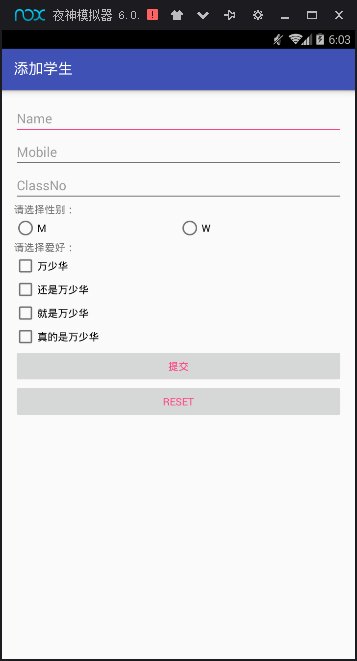 nox 夜神模拟器 6.0.
6:03
添加学生
Name
Mobile
ClassNo
请选择性别：
M W
请选择爱好：
万少华
还是万少华
就是万少华
真的是万少华
提交
RESET